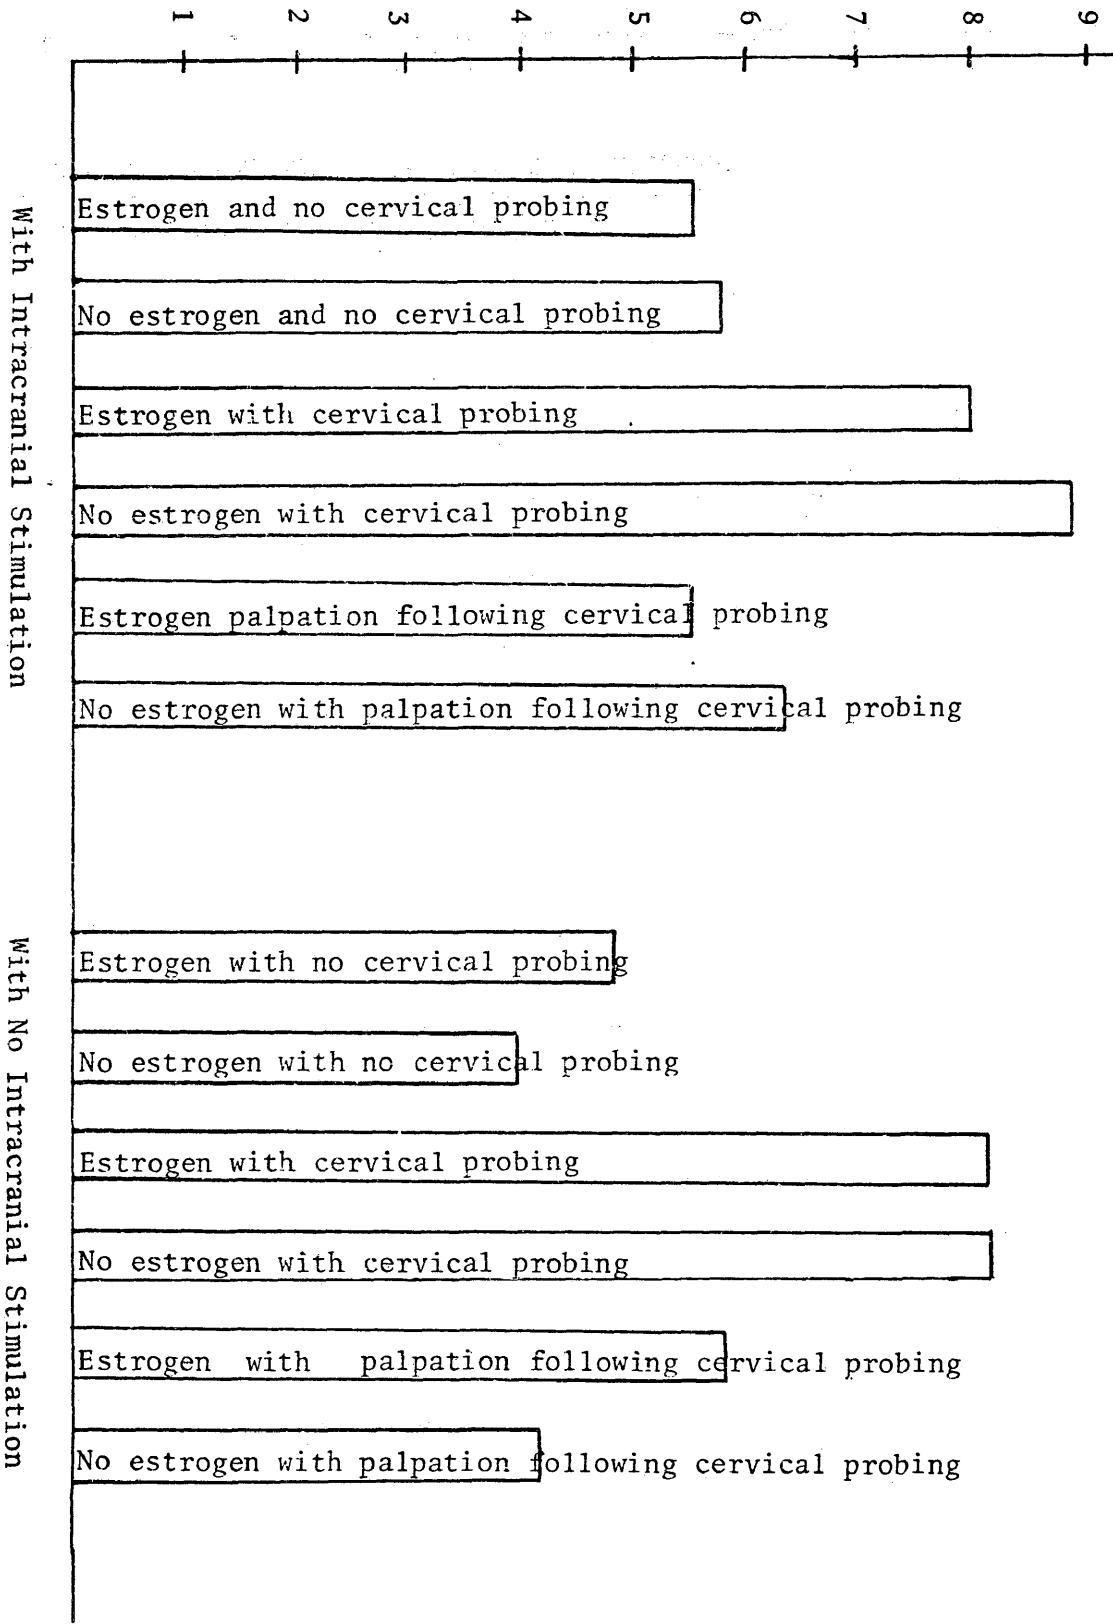 1 2 3 4 5 6 7 8 9
With Intracranial Stimulation
Estrogen and no cervical probing
No estrogen and no cervical probing
Estrogen with cervical probing
No estrogen with cervical probing
Estrogen palpation following cervical probing
No estrogen with palpation following cervical probing
With No Intracranial Stimulation
Estrogen with no cervical probing
No estrogen with no cervical probing
Estrogen with cervical probing
No estrogen with cervical probing
Estrogen with palpation following cervical probing
No estrogen with palpation following cervical probing